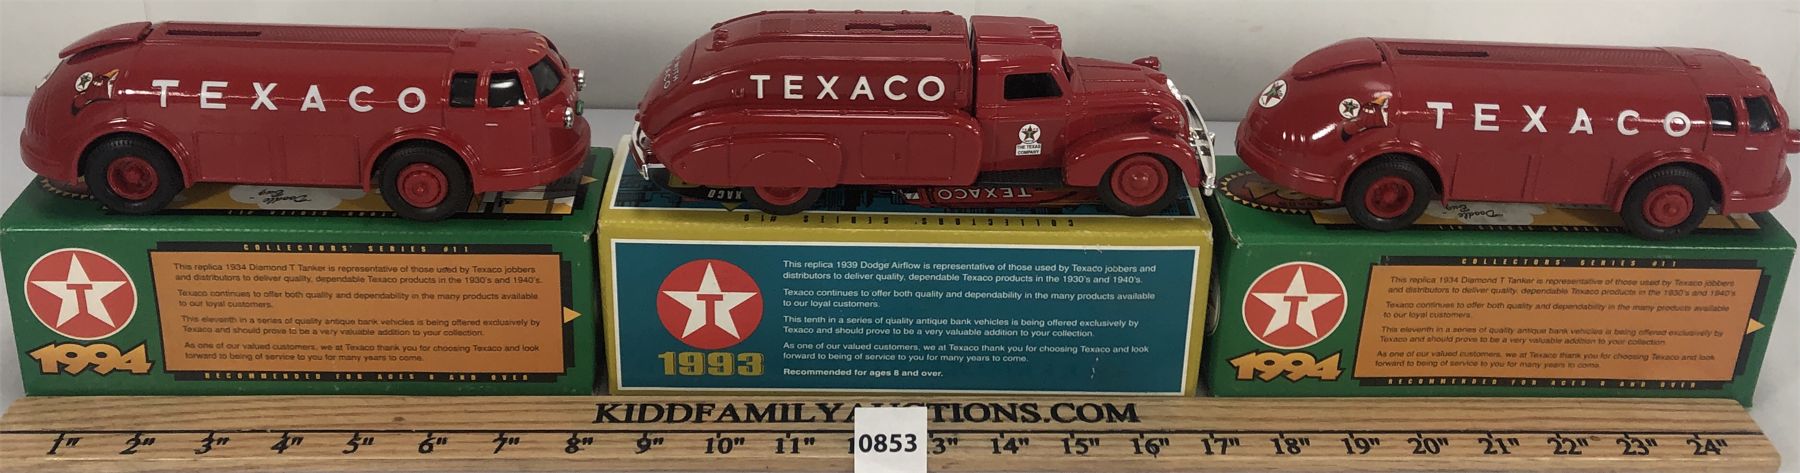 TEXACO
TEXACO
THE TEXAS
COMPANY
TEXACO
TEXACO
COLLECTORS' SERIES #10
COLLECTORS' SERIES #11
This replica 1934 Diamond T Tanker is representative of those used by Texaco jobbers
and distributors to deliver quality, dependable Texaco products in the 1930's and 1940's.
Texaco continues to offer both quality and dependability in the many products available
to our loyal customers.
This eleventh in a series of quality antique bank vehicles is being offered exclusively by
Texaco and should prove to be a very valuable addition to your collection.
As one of our valued customers, we at Texaco thank you for choosing Texaco and look
forward to being of service to you for many years to come.
RECOMMENDED FOR AGES 8 AND OVER
T
1994
This replica 1939 Dodge Airflow is representative of those used by Texaco jobbers and
distributors to deliver quality, dependable Texaco products in the 1930's and 1940's.
Texaco continues to offer both quality and dependability in the many products available
to our loyal customers.
This tenth in a series of quality antique bank vehicles is being offered exclusively by
Texaco and should prove to be a very valuable addition to your collection.
As one of our valued customers, we at Texaco thank you for choosing Texaco and look
forward to being of service to you for many years to come.
Recommended for ages 8 and over.
T
1993
COLLECTORS' SERIES #11
This replica 1934 Diamond T Tanker is representative of those used by Texaco jobbers
and distributors to deliver quality, dependable Texaco products in the 1930's and 1940's
Texaco continues to offer both quality and dependability in the many products available
to our loyal customers.
This eleventh in a series of quality antique bank vehicles is being offered exclusively by
Texaco and should prove to be a very valuable addition to your collection.
As one of our valued customers, we at Texaco thank you for choosing Texaco and look
forward to being of service to you for many years to come.
RECOMMENDED FOR AGES 8 AND OVER
T
1994
KIDDFAMILYAUCTIONS.COM
1" 2" 3" 4" 5" 6" 7" 8" 9" 10" 11" 0853 13" 14" 15" 16" 17" 18" 19" 20" 21" 22" 23" 24"